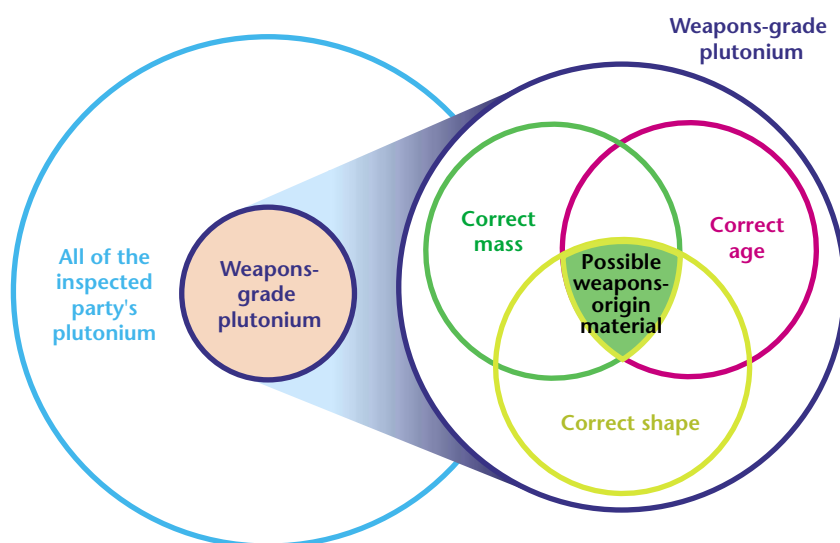 Weapons-grade
plutonium
All of the
inspected
party's
plutonium
Weapons-
grade
plutonium
Correct
mass
Correct
age
Possible
weapons-
origin
material
Correct shape